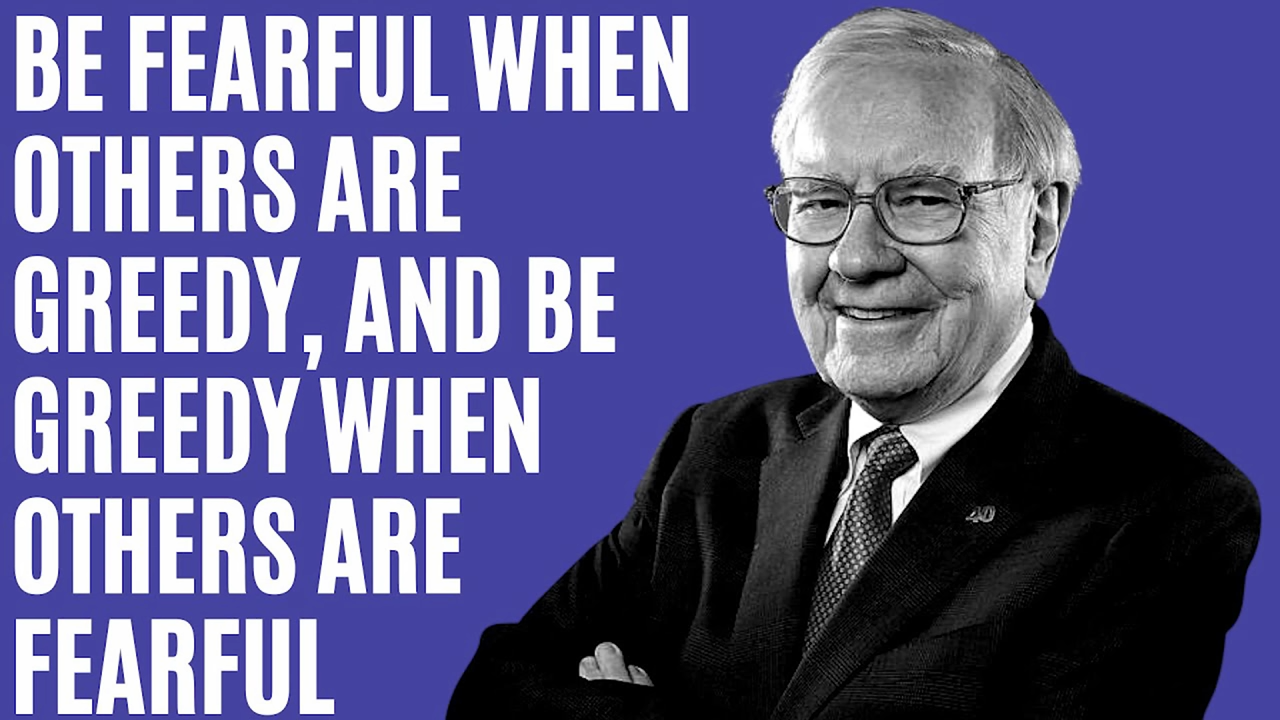 BE FEARFUL WHEN
OTHERS ARE
GREEDY, AND BE
GREEDY WHEN
OTHERS ARE
FEARFUL
40